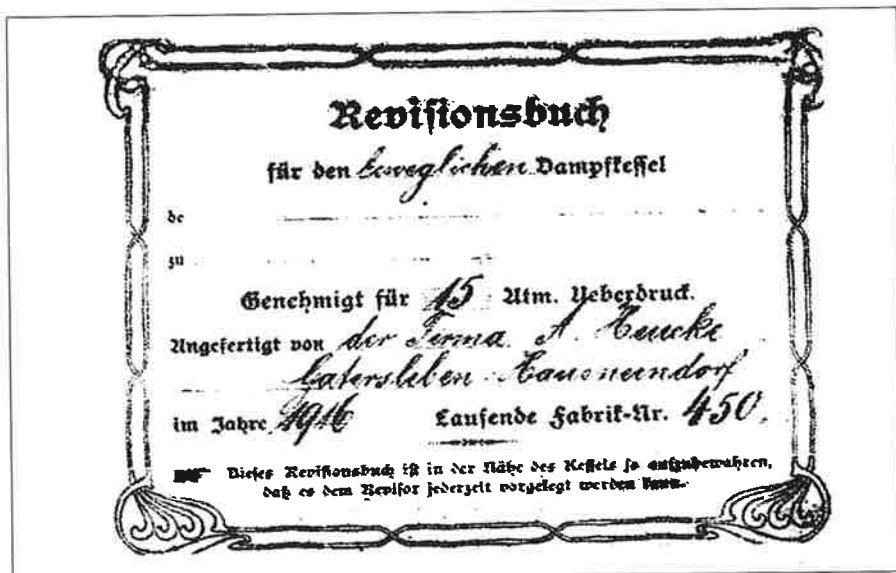 Revisionsbuch
für den beweglichen Dampfkessel
de
zu
Genehmigt für 15 Atm. Ueberdruck.
Angefertigt von der Firma A. Heucke
Gatersleben-Hausneindorf
im Jahre 1916 Laufende Fabrik-Nr. 450.
Dieses Revisionsbuch ist in der Nähe des Kessels so aufzubewahren,
daß es dem Revisor jederzeit vorgelegt werden kann.